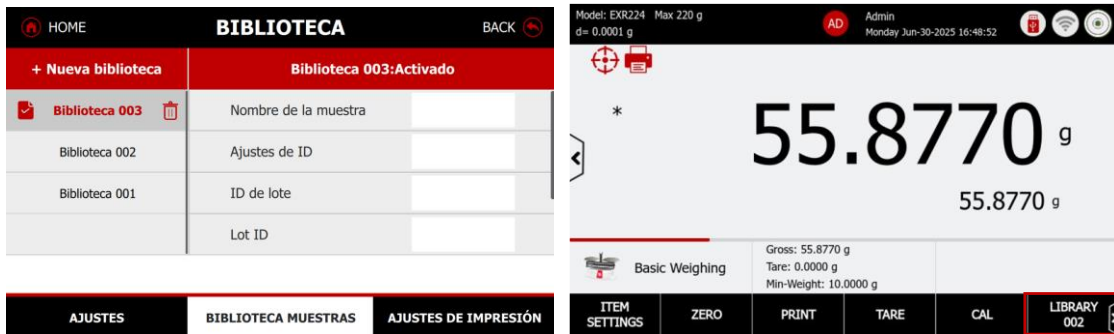 HOME BIBLIOTECA BACK
+ Nueva biblioteca Biblioteca 003:Activado
Biblioteca 003 Nombre de la muestra
Biblioteca 002 Ajustes de ID
Biblioteca 001 ID de lote
Lot ID
AJUSTES BIBLIOTECA MUESTRAS AJUSTES DE IMPRESIÓN
Model: EXR224 Max 220 g
d= 0.0001 g
AD
Admin
Monday Jun-30-2025 16:48:52
*
55.8770 g
55.8770 g
Basic Weighing
Gross: 55.8770 g
Tare: 0.0000 g
Min-Weight: 10.0000 g
ITEM SETTINGS ZERO PRINT TARE CAL LIBRARY 002